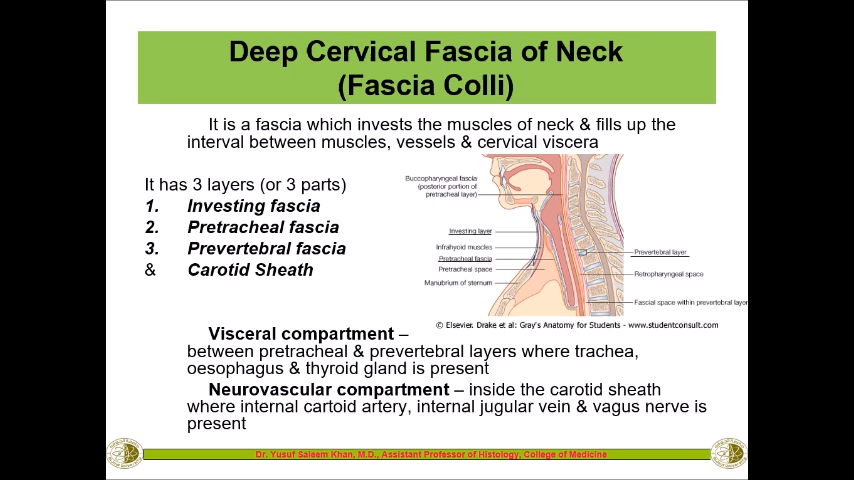 Deep Cervical Fascia of Neck
(Fascia Colli)
It is a fascia which invests the muscles of neck & fills up the
interval between muscles, vessels & cervical viscera
It has 3 layers (or 3 parts)
1. Investing fascia
2. Pretracheal fascia
3. Prevertebral fascia
& Carotid Sheath
Buccopharyngeal fascia
(posterior portion of
pretracheal layer)
Investing layer
Infrahyoid muscles
Pretracheal fascia
Pretracheal space
Manubrium of sternum
Prevertebral layer
Retropharyngeal space
Fascial space within prevertebral layer
© Elsevier. Drake et al: Gray's Anatomy for Students - www.studentconsult.com
Visceral compartment –
between pretracheal & prevertebral layers where trachea,
oesophagus & thyroid gland is present
Neurovascular compartment – inside the carotid sheath
where internal cartoid artery, internal jugular vein & vagus nerve is
present
Dr. Yusuf Saleem Khan, M.D., Assistant Professor of Histology, College of Medicine